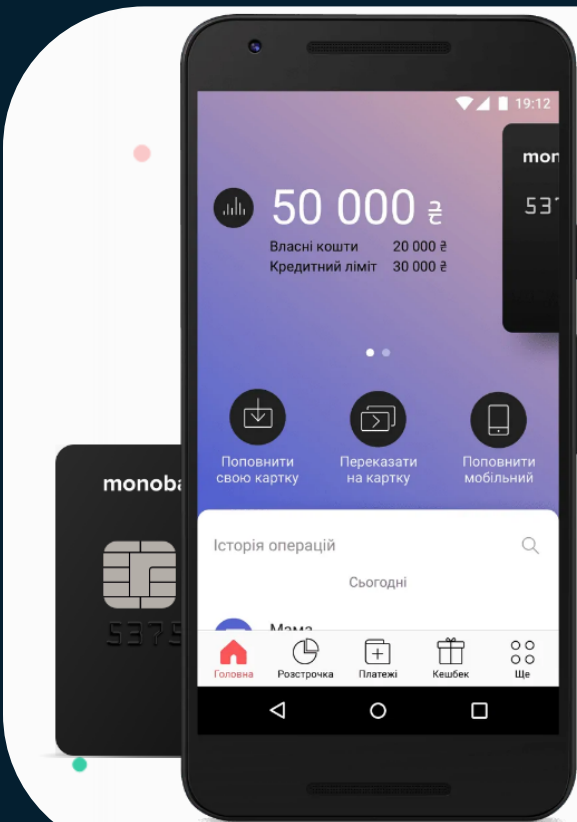 19:12
mon
537
50 000 ₴
Власні кошти 20 000 ₴
Кредитний ліміт 30 000 ₴
Поповнити
свою картку
Переказати
на картку
Поповнити
мобільний
monoba
5375
Історія операцій
Сьогодні
Мама
Головна
Розстрочка
Платежі
Кешбек
Ще